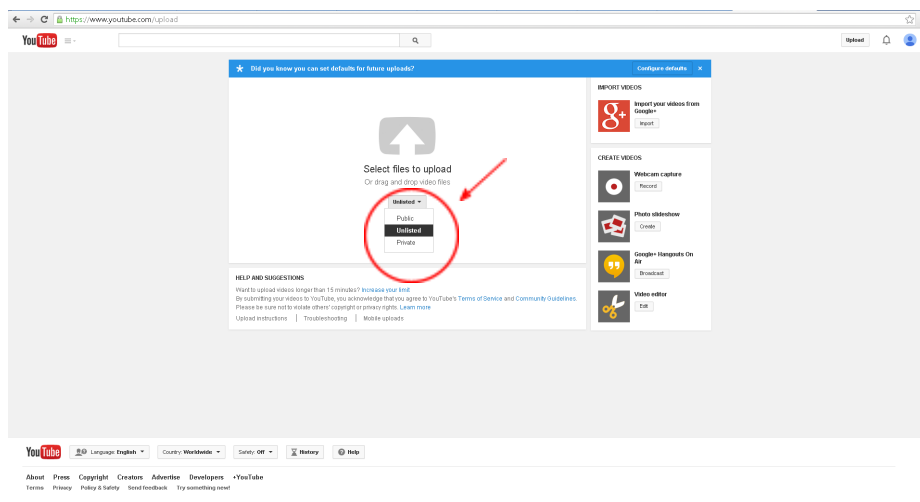 https://www.youtube.com/upload
YouTube
Upload
Did you know you can set defaults for future uploads?
Configure defaults ×
Select files to upload
Or drag and drop video files
Unlisted
Public
Unlisted
Private
IMPORT VIDEOS
Import your videos from
Google+
Import
CREATE VIDEOS
Webcam capture
Record
Photo slideshow
Create
Google+ Hangouts On
Air
Broadcast
Video editor
Edit
HELP AND SUGGESTIONS
Want to upload videos longer than 15 minutes? Increase your limit
By submitting your videos to YouTube, you acknowledge that you agree to YouTube's Terms of Service and Community Guidelines.
Please be sure not to violate others' copyright or privacy rights. Learn more
Upload instructions | Troubleshooting | Mobile uploads
YouTube Language: English Country: Worldwide Safety: Off History Help
About Press Copyright Creators Advertise Developers +YouTube
Terms Privacy Policy & Safety Send feedback Try something new!